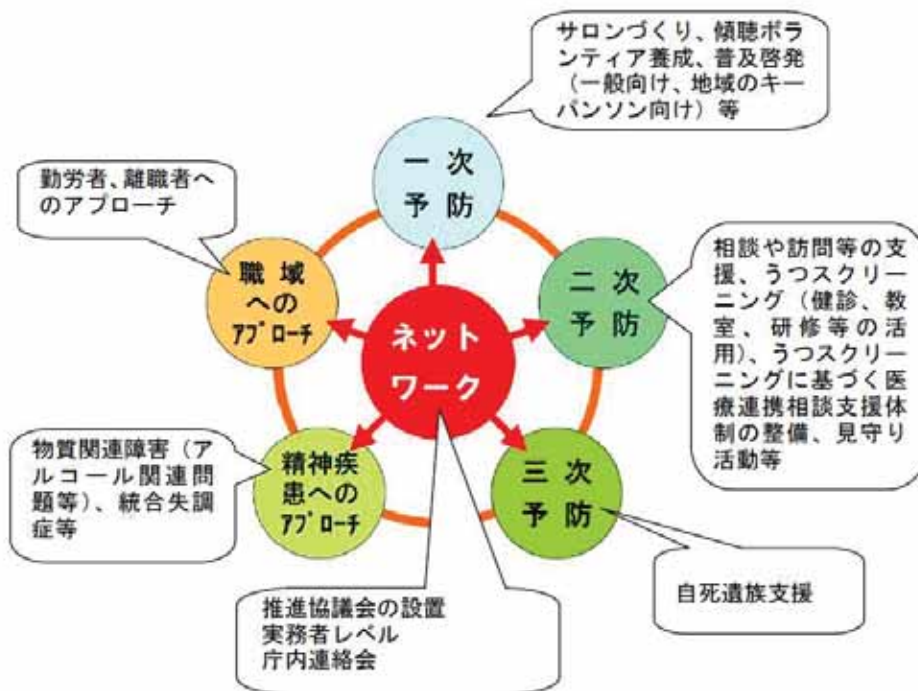 サロンづくり、傾聴ボラ
ンティア養成、普及啓発
（一般向け、地域のキー
パンソン向け）等
一次
予防
勤労者、離職者へ
のアプローチ
職域
への
アプローチ
相談や訪問等の支
援、うつスクリー
ニング（健診、教
室、研修等の活
用）、うつスクリー
ニングに基づく医
療連携相談支援体
制の整備、見守り
活動等
二次
予防
ネット
ワーク
物質関連障害（ア
ルコール関連問
題等）、統合失調
症等
精神疾
患への
アプローチ
三次
予防
推進協議会の設置
実務者レベル
庁内連絡会
自死遺族支援